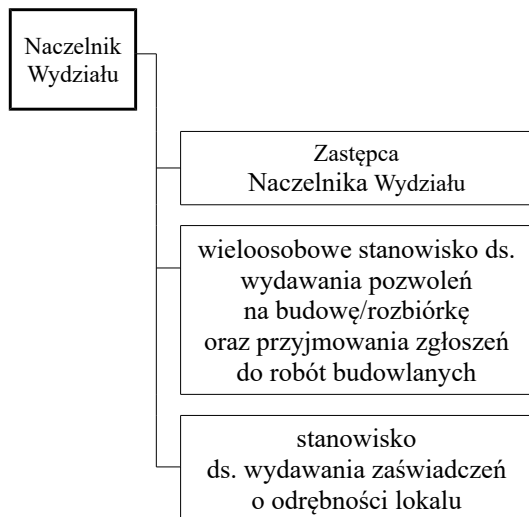 Naczelnik
Wydziału
Zastępca
Naczelnika Wydziału
wieloosobowe stanowisko ds.
wydawania pozwoleń
na budowę/rozbiórkę
oraz przyjmowania zgłoszeń
do robót budowlanych
stanowisko
ds. wydawania zaświadczeń
o odrębności lokalu